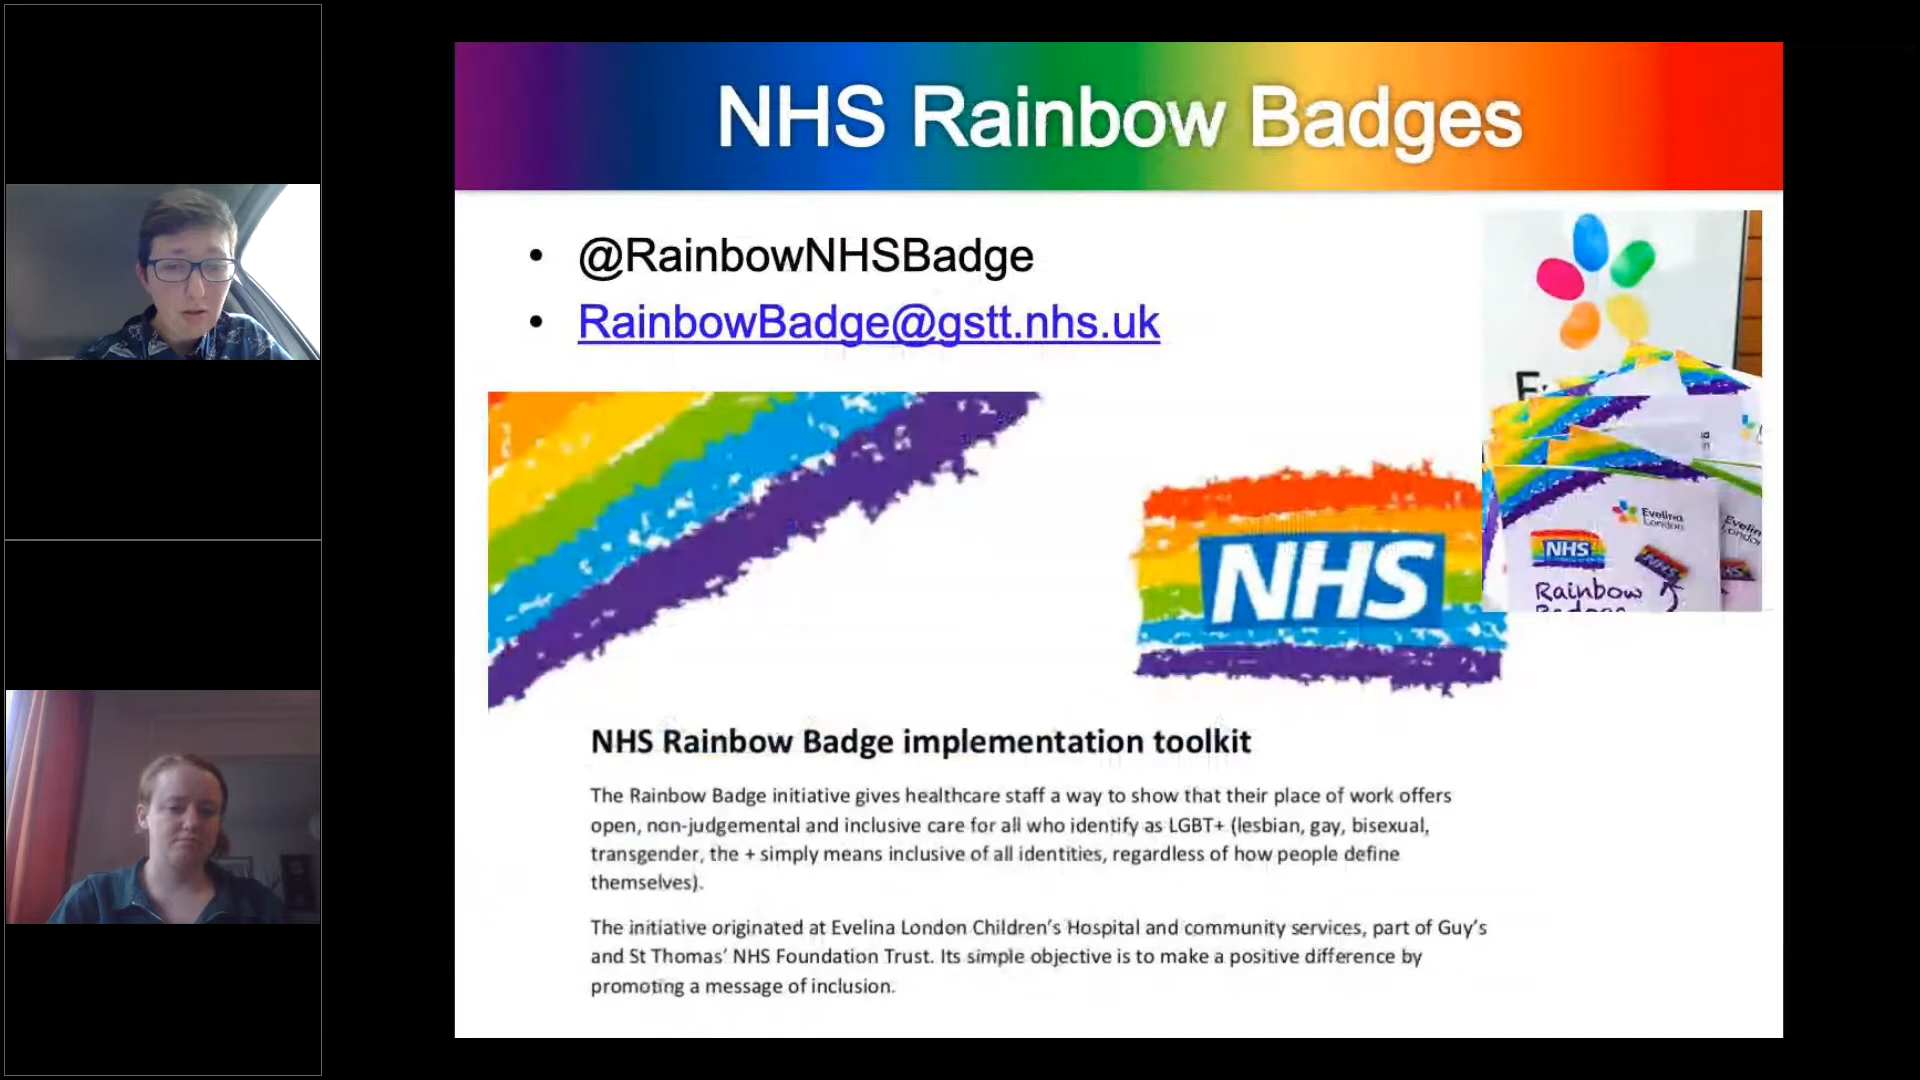 NHS Rainbow Badges
• @RainbowNHSBadge
• RainbowBadge@gstt.nhs.uk
NHS
Evelina
London
NHS
NHS
Rainbow
NHS Rainbow Badge implementation toolkit
The Rainbow Badge initiative gives healthcare staff a way to show that their place of work offers
open, non-judgemental and inclusive care for all who identify as LGBT+ (lesbian, gay, bisexual,
transgender, the + simply means inclusive of all identities, regardless of how people define
themselves).
The initiative originated at Evelina London Children's Hospital and community services, part of Guy's
and St Thomas' NHS Foundation Trust. Its simple objective is to make a positive difference by
promoting a message of inclusion.